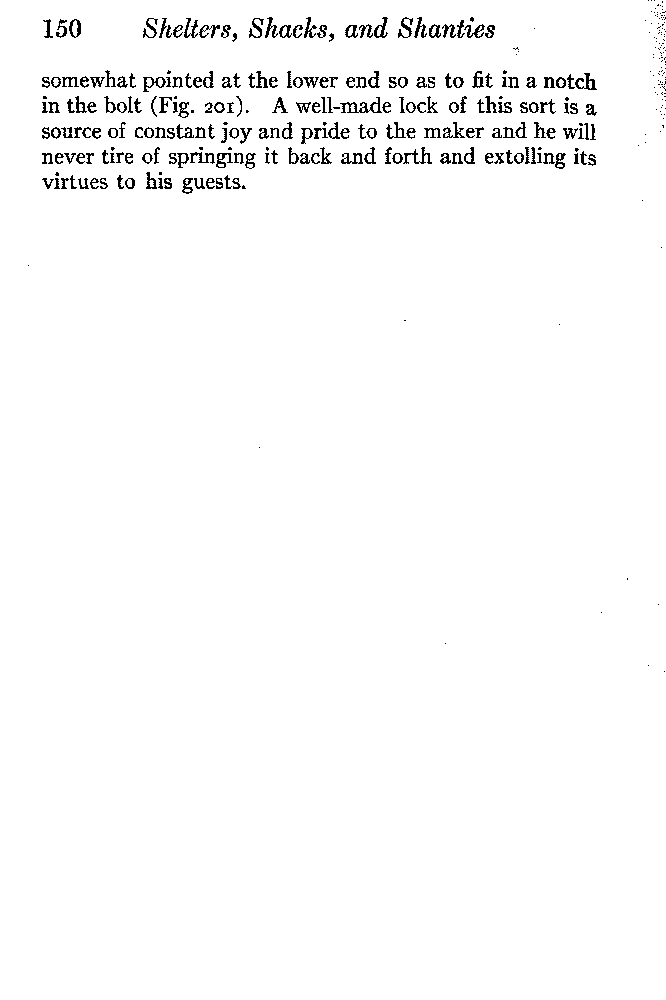 150 Shelters, Shacks, and Shanties
somewhat pointed at the lower end so as to fit in a notch
in the bolt (Fig. 201). A well-made lock of this sort is a
source of constant joy and pride to the maker and he will
never tire of springing it back and forth and extolling its
virtues to his guests.